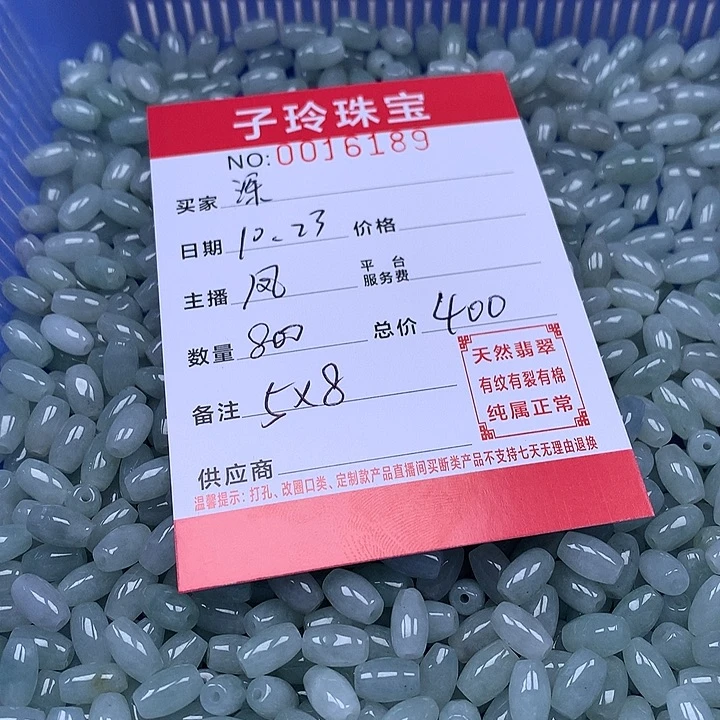 子玲珠宝
NO:0016189
买家 深
日期 10.23 价格
主播 凤 平台服务费
数量 800 总价 400
备注 5×8
天然翡翠
有纹有裂有棉
纯属正常
供应商
温馨提示：打孔、改圈口类、定制款产品直播间买断类产品不支持七天无理由退换